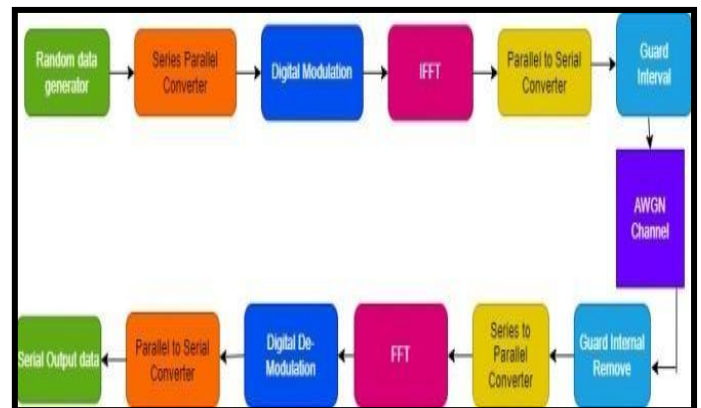 Random data
generator
Series Parallel
Converter
Digital Modulation
IFFT
Parallel to Serial
Converter
Guard
Interval
AWGN
Channel
Serial Output data
Parallel to Serial
Converter
Digital De-
Modulation
FFT
Series to
Parallel
Converter
Guard Internal
Remove